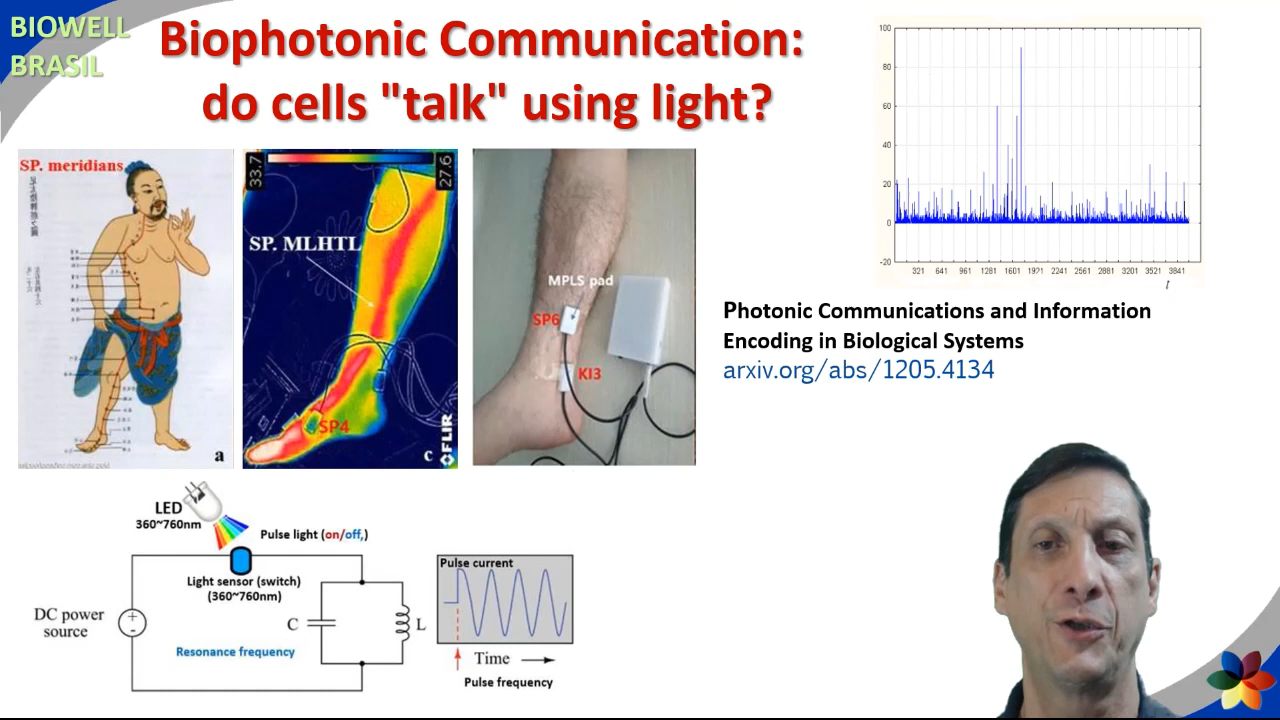 BIOWELL
BRASIL
Biophotonic Communication:
do cells "talk" using light?
SP. meridians
a
33.7
27.6
SP. MLHTL
SP4
c
FLIR
MPLS pad
SP6
KI3
100
80
60
40
20
0
-20
321 641 961 1281 1601 1921 2241 2561 2881 3201 3521 3841
Photonic Communications and Information
Encoding in Biological Systems
arxiv.org/abs/1205.4134
LED
360~760nm
Pulse light (on/off,)
Light sensor (switch)
(360~760nm)
DC power
source
+
-
C
L
Resonance frequency
Pulse current
Time
Pulse frequency